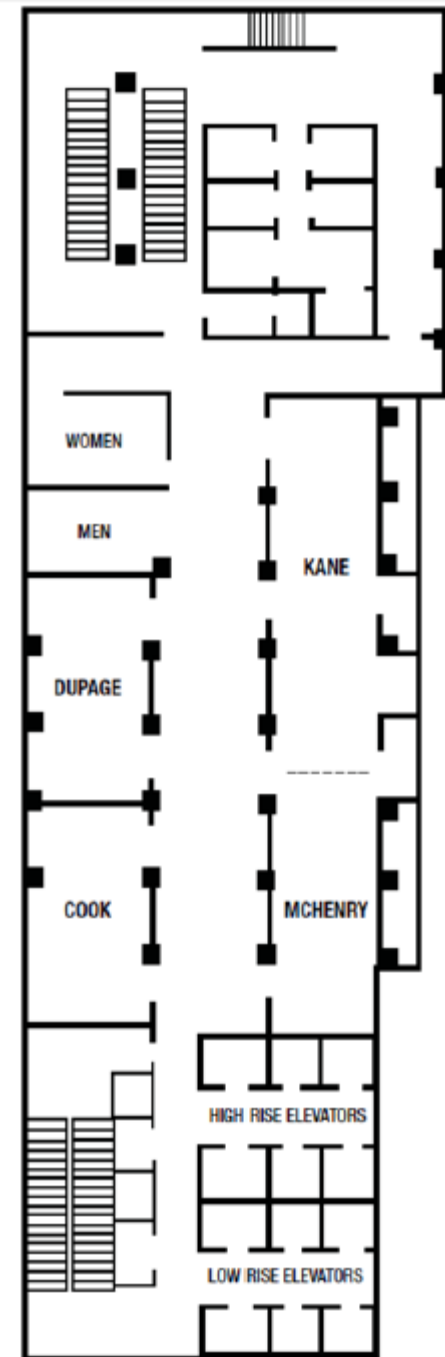 WOMEN
MEN
KANE
DUPAGE
COOK
MCHENRY
HIGH RISE ELEVATORS
LOW RISE ELEVATORS